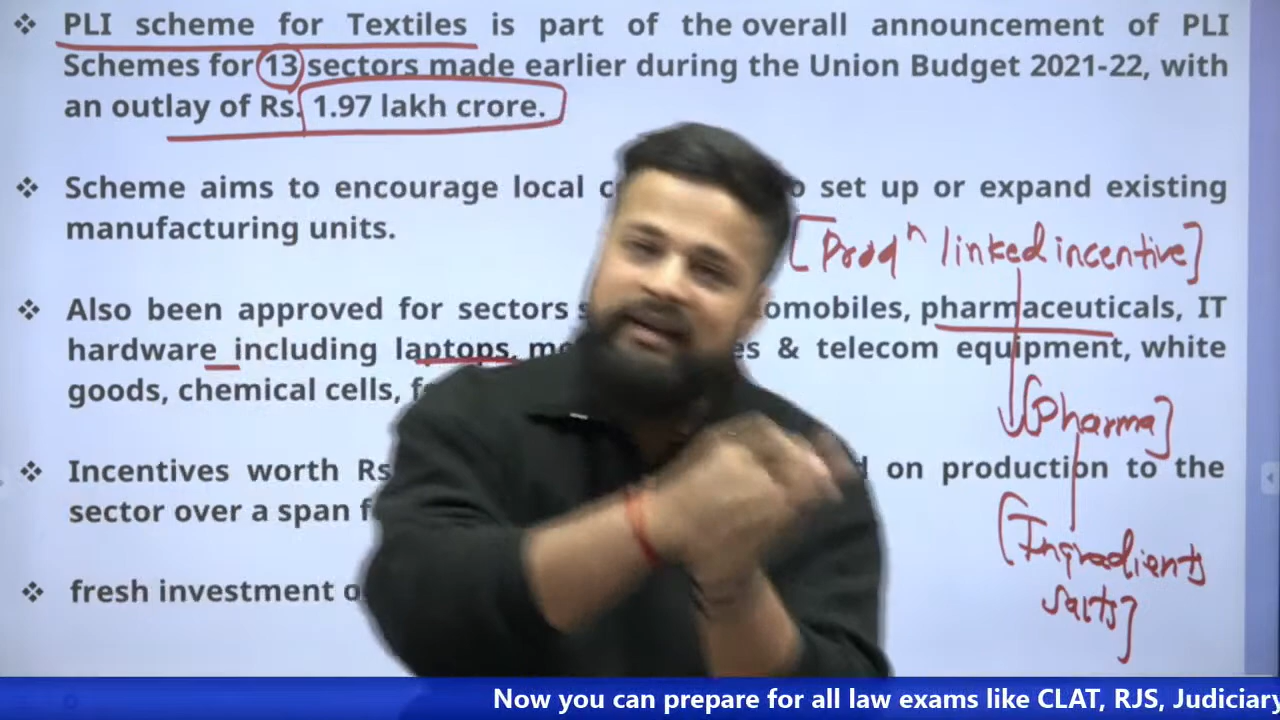 ❖ PLI scheme for Textiles is part of the overall announcement of PLI
Schemes for 13 sectors made earlier during the Union Budget 2021-22, with
an outlay of Rs. 1.97 lakh crore.
❖ Scheme aims to encourage local set up or expand existing
manufacturing units.
[Prodⁿ linked incentive]
❖ Also been approved for sectors pharmaceuticals, IT
hardware including laptops, & telecom equipment, white
goods, chemical cells,
[Pharma]
❖ Incentives worth Rs on production to the
sector over a span
[Ingredients
salts]
❖ fresh investment
Now you can prepare for all law exams like CLAT, RJS, Judiciary